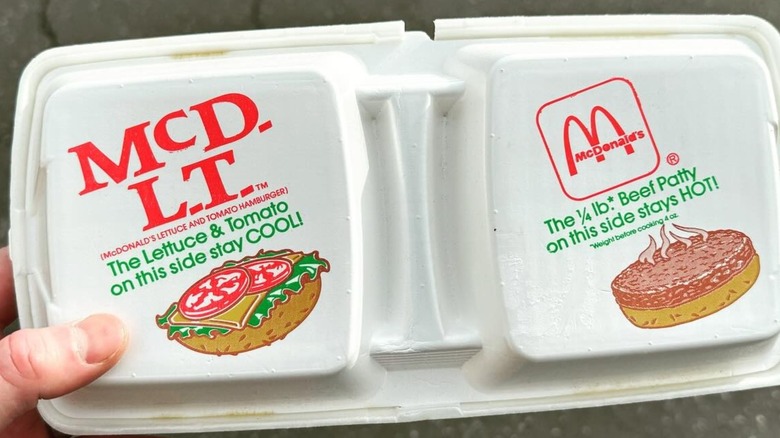 McD.
L.T.™
(McDONALD'S LETTUCE AND TOMATO HAMBURGER)
The Lettuce & Tomato
on this side stay COOL!
McDonald's
®
The ¼ lb.* Beef Patty
on this side stays HOT!
*Weight before cooking 4 oz.